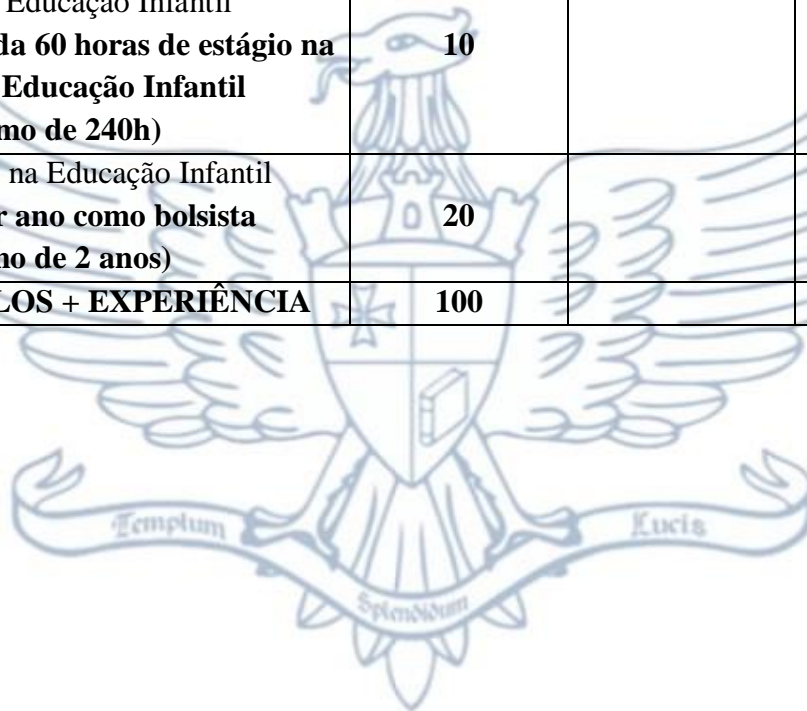 Educação Infantil
da 60 horas de estágio na
Educação Infantil
mo de 240h)
10
na Educação Infantil
r ano como bolsista
no de 2 anos)
20
LOS + EXPERIÊNCIA
100
Templum
Splendidum
Lucis